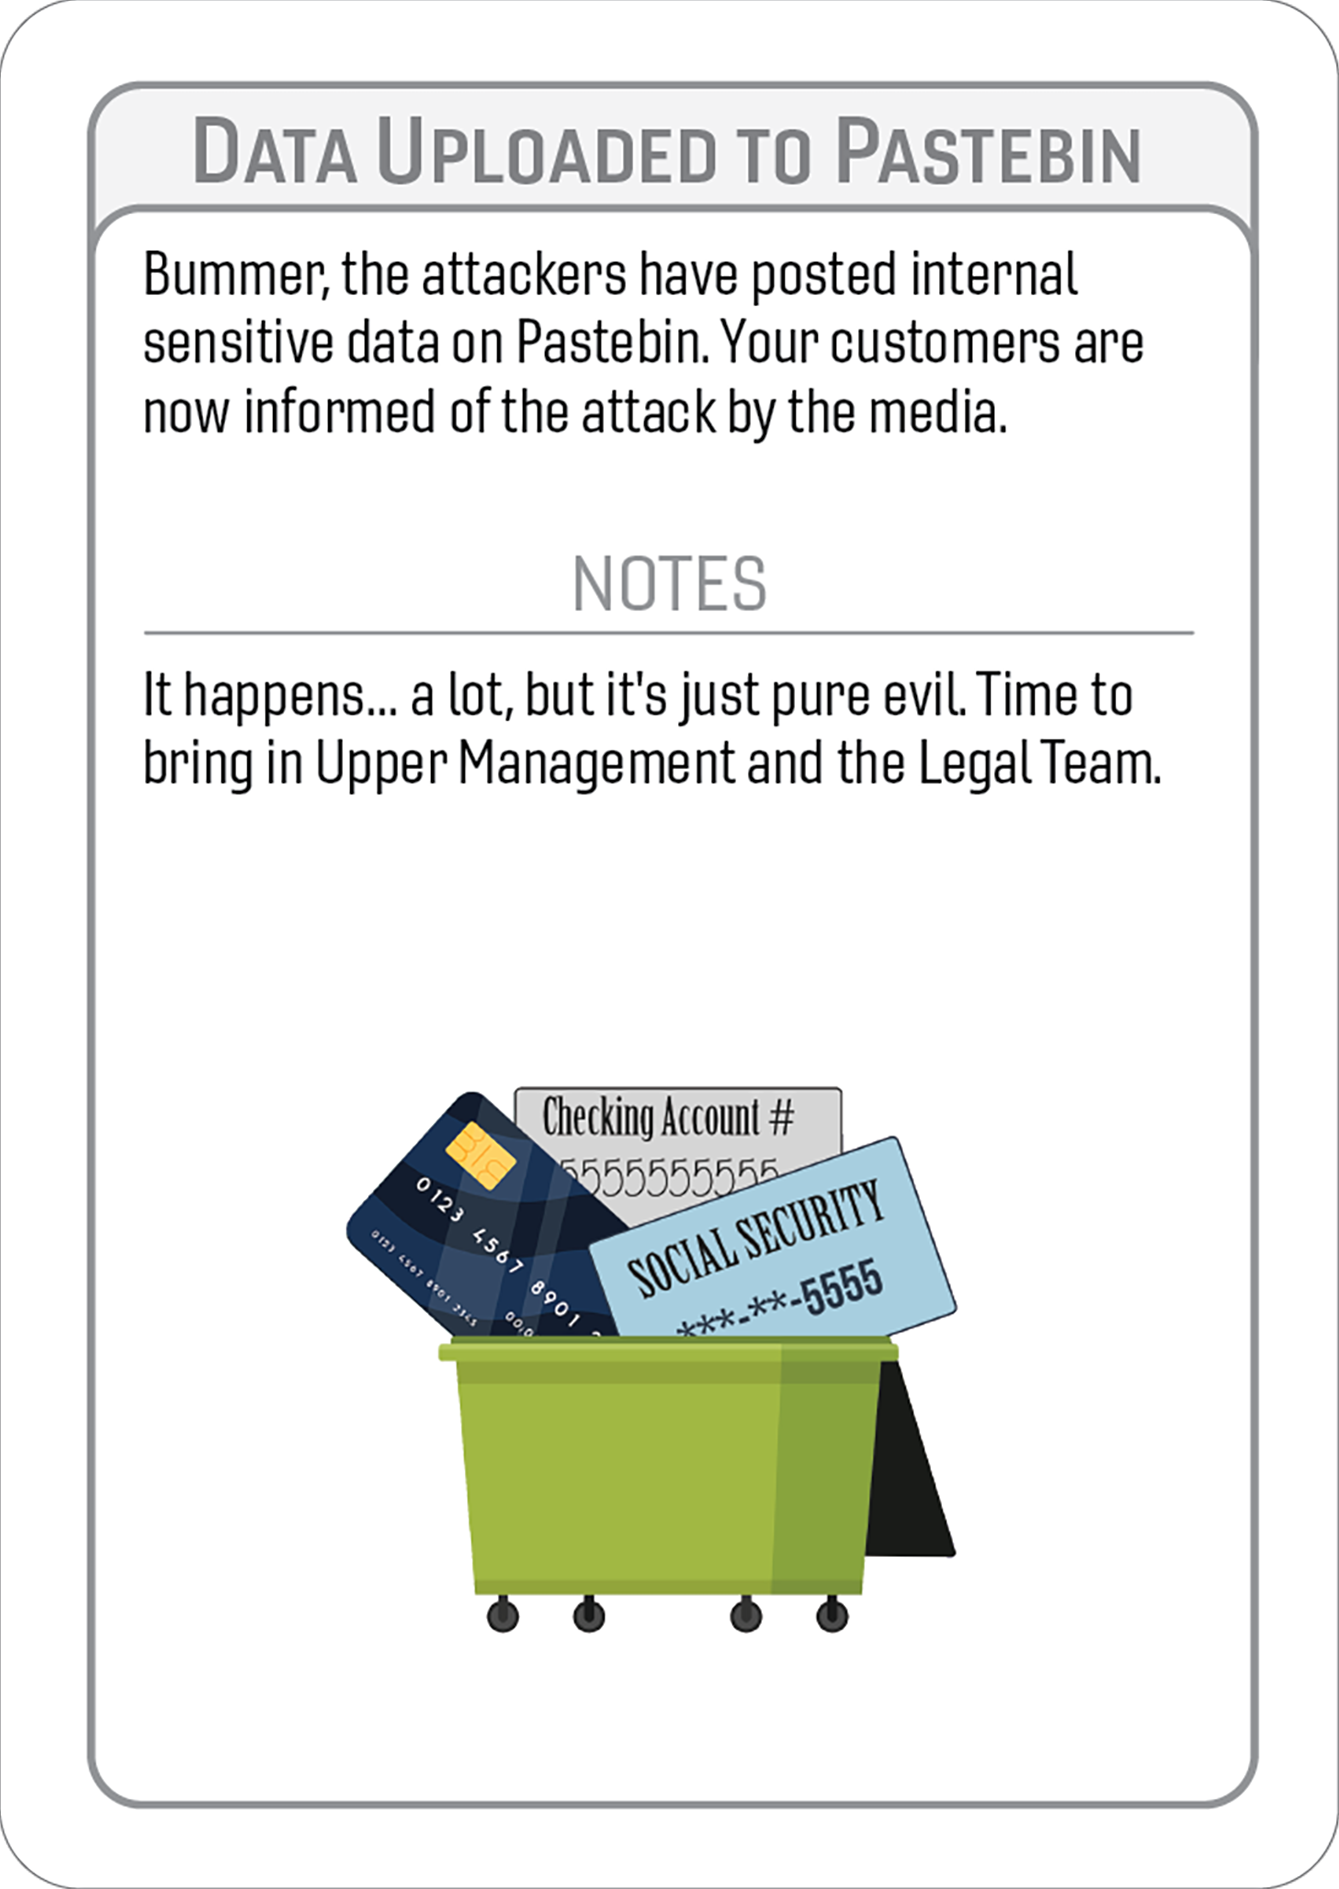 DATA UPLOADED TO PASTEBIN
Bummer, the attackers have posted internal
sensitive data on Pastebin. Your customers are
now informed of the attack by the media.
NOTES
It happens... a lot, but it's just pure evil. Time to
bring in Upper Management and the Legal Team.
Checking Account #
5555555555
0123 4567 8901
0123 4567 8901 2345
00/0
SOCIAL SECURITY
***-**-5555